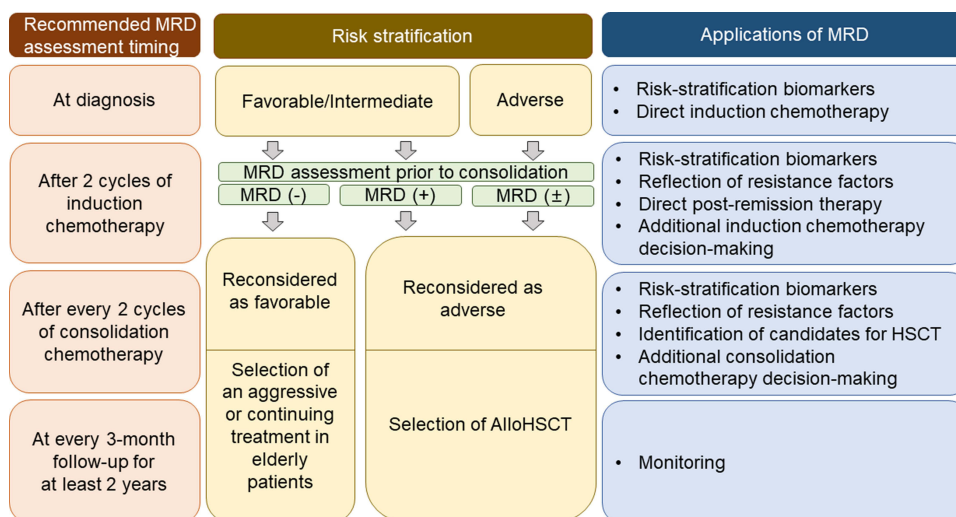 Recommended MRD
assessment timing
At diagnosis
After 2 cycles of
induction
chemotherapy
After every 2 cycles
of consolidation
chemotherapy
At every 3-month
follow-up for
at least 2 years
Risk stratification
Favorable/Intermediate
Adverse
MRD assessment prior to consolidation
MRD (-)
MRD (+)
MRD (±)
Reconsidered
as favorable
Reconsidered as
adverse
Selection of
an aggressive
or continuing
treatment in
elderly
patients
Selection of AlloHSCT
Applications of MRD
• Risk-stratification biomarkers
• Direct induction chemotherapy
• Risk-stratification biomarkers
• Reflection of resistance factors
• Direct post-remission therapy
• Additional induction chemotherapy
decision-making
• Risk-stratification biomarkers
• Reflection of resistance factors
• Identification of candidates for HSCT
• Additional consolidation
chemotherapy decision-making
• Monitoring